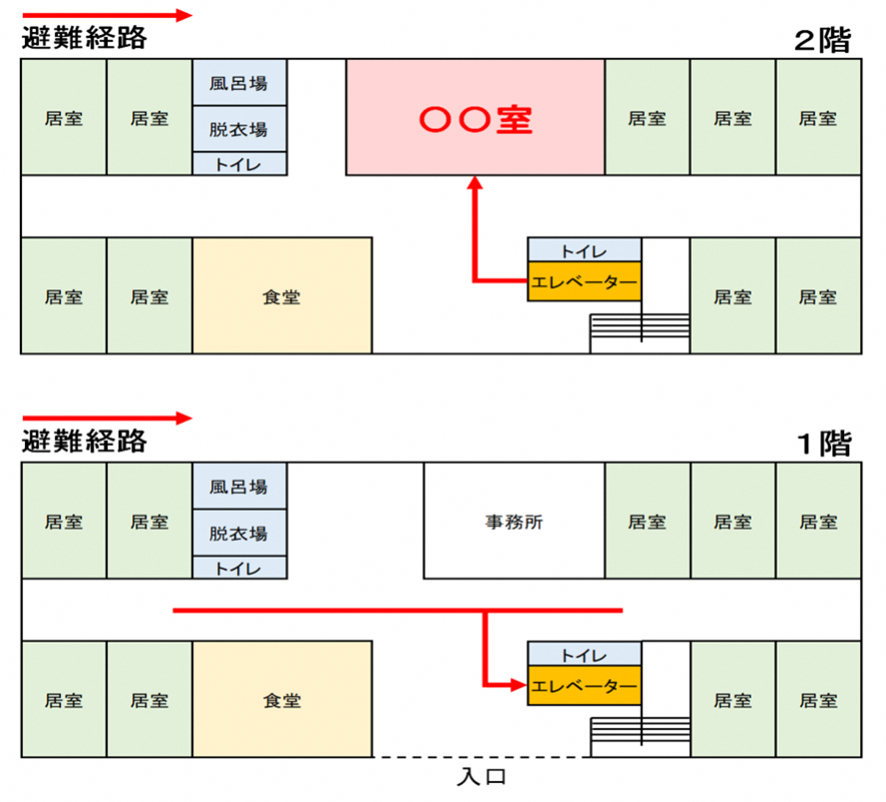 避難経路
2階
風呂場
居室 居室 脱衣場 〇〇室 居室 居室 居室
トイレ
トイレ
エレベーター
居室 居室 食堂 居室 居室
避難経路
1階
風呂場
居室 居室 脱衣場 事務所 居室 居室 居室
トイレ
トイレ
エレベーター
居室 居室 食堂 居室 居室
入口